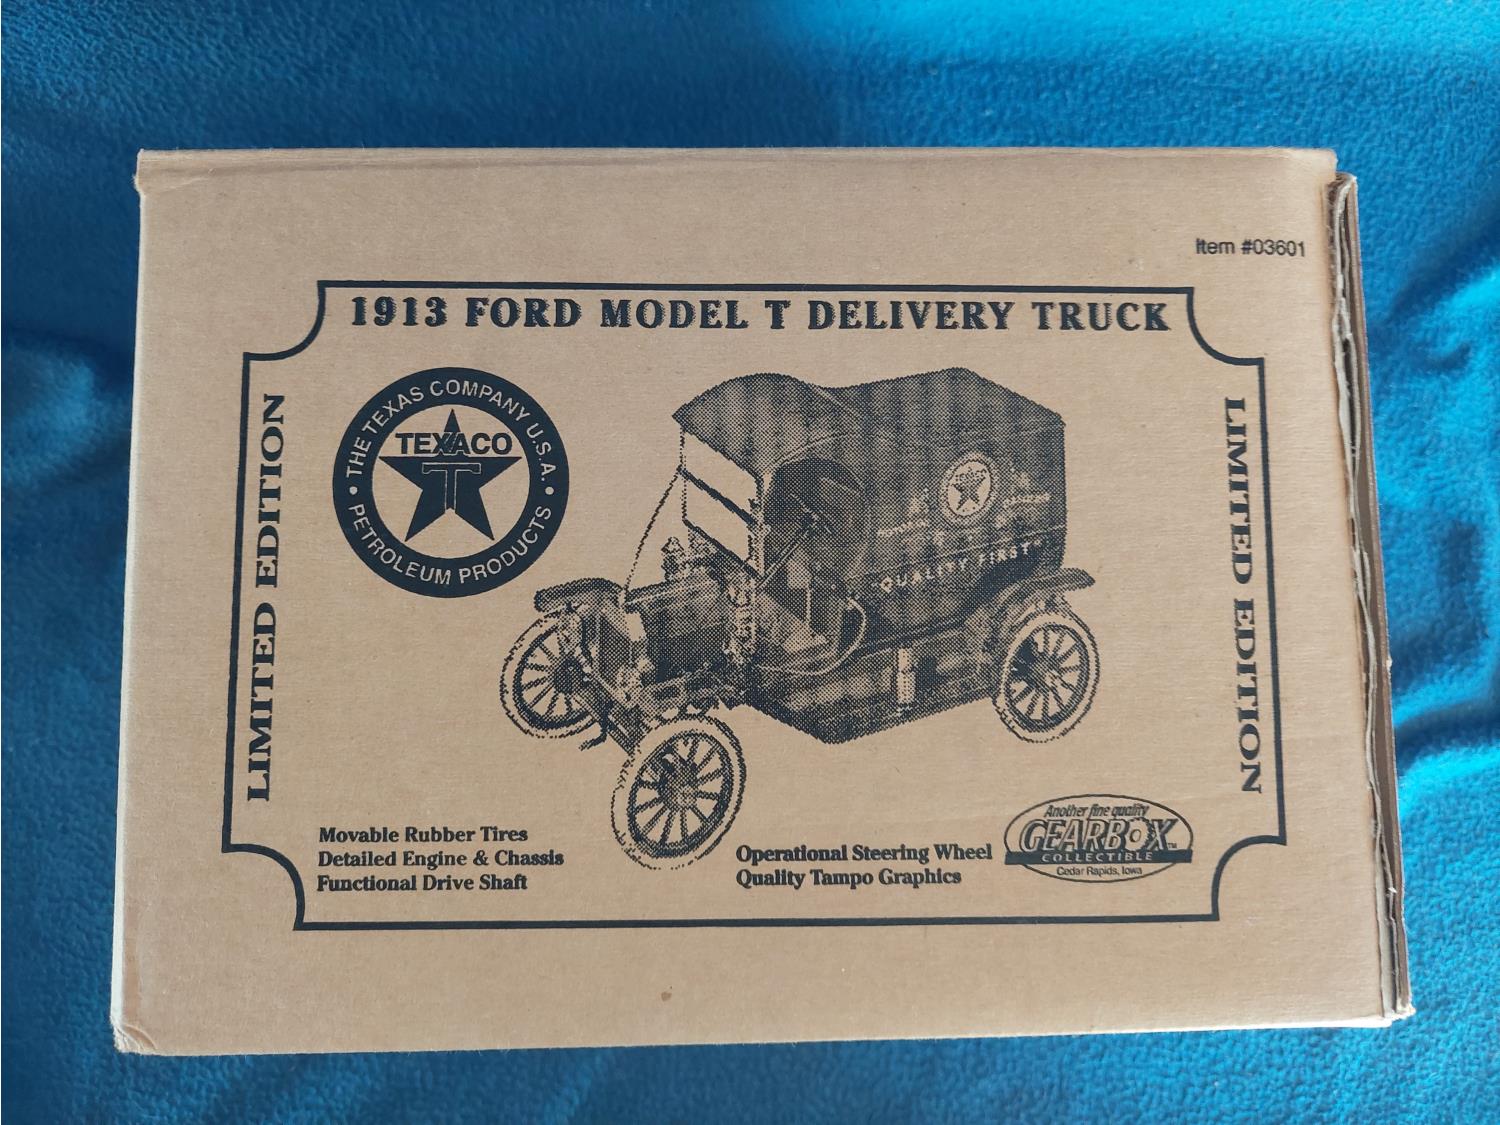 Item #03601
1913 FORD MODEL T DELIVERY TRUCK
LIMITED EDITION
THE TEXAS COMPANY U.S.A.
TEXACO
T
PETROLEUM PRODUCTS
TEXACO
QUALITY FIRST
LIMITED EDITION
Movable Rubber Tires
Detailed Engine & Chassis
Functional Drive Shaft
Operational Steering Wheel
Quality Tampo Graphics
Another fine quality
GEARBOX™
COLLECTIBLE
Cedar Rapids, Iowa